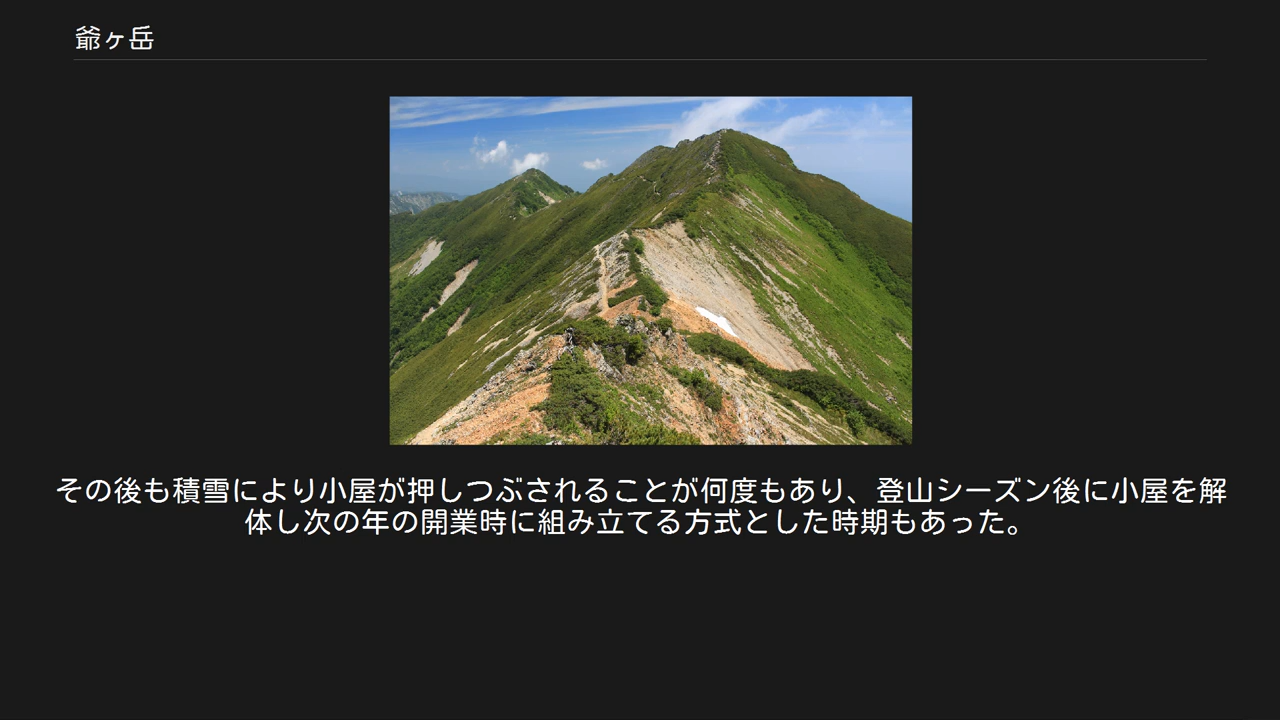 爺ヶ岳
その後も積雪により小屋が押しつぶされることが何度もあり、登山シーズン後に小屋を解
体し次の年の開業時に組み立てる方式とした時期もあった。